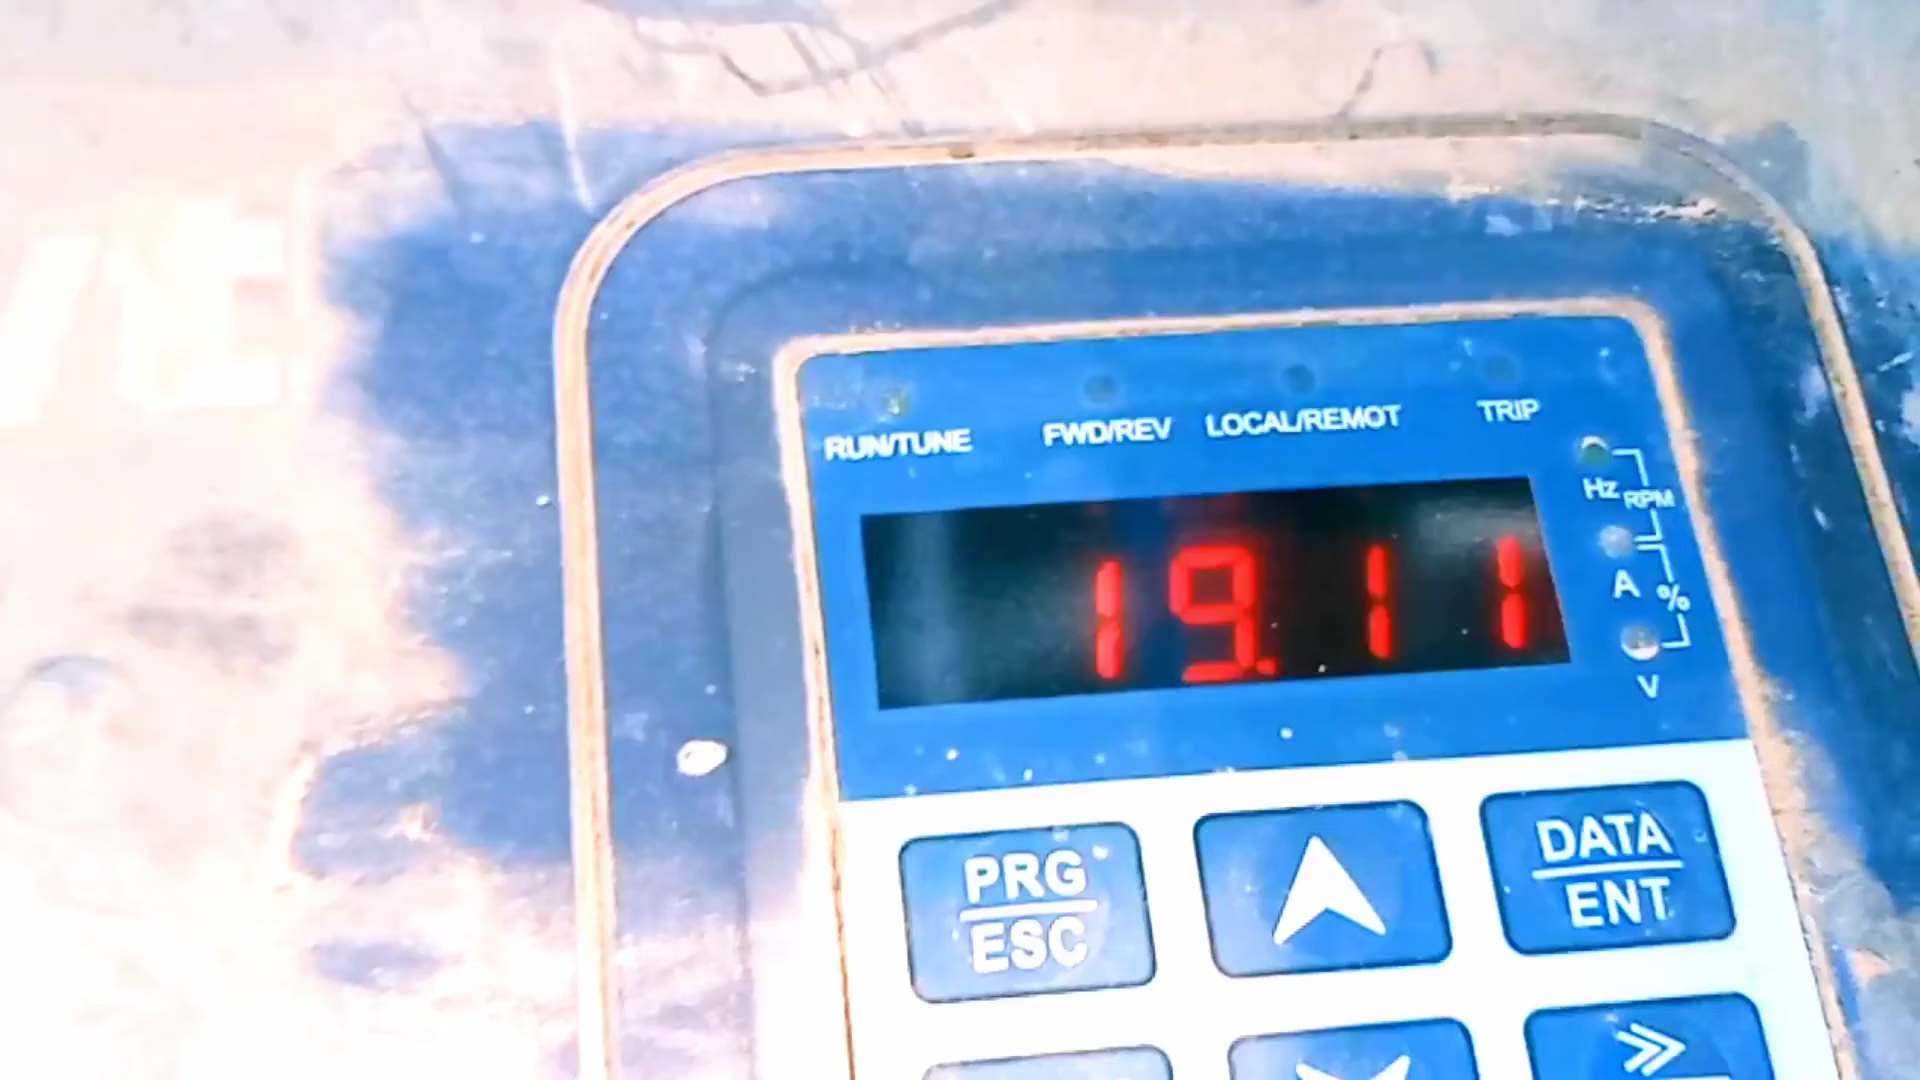 RUN/TUNE FWD/REV LOCAL/REMOT TRIP
Hz RPM
19.11
A %
V
PRG DATA
ESC ENT